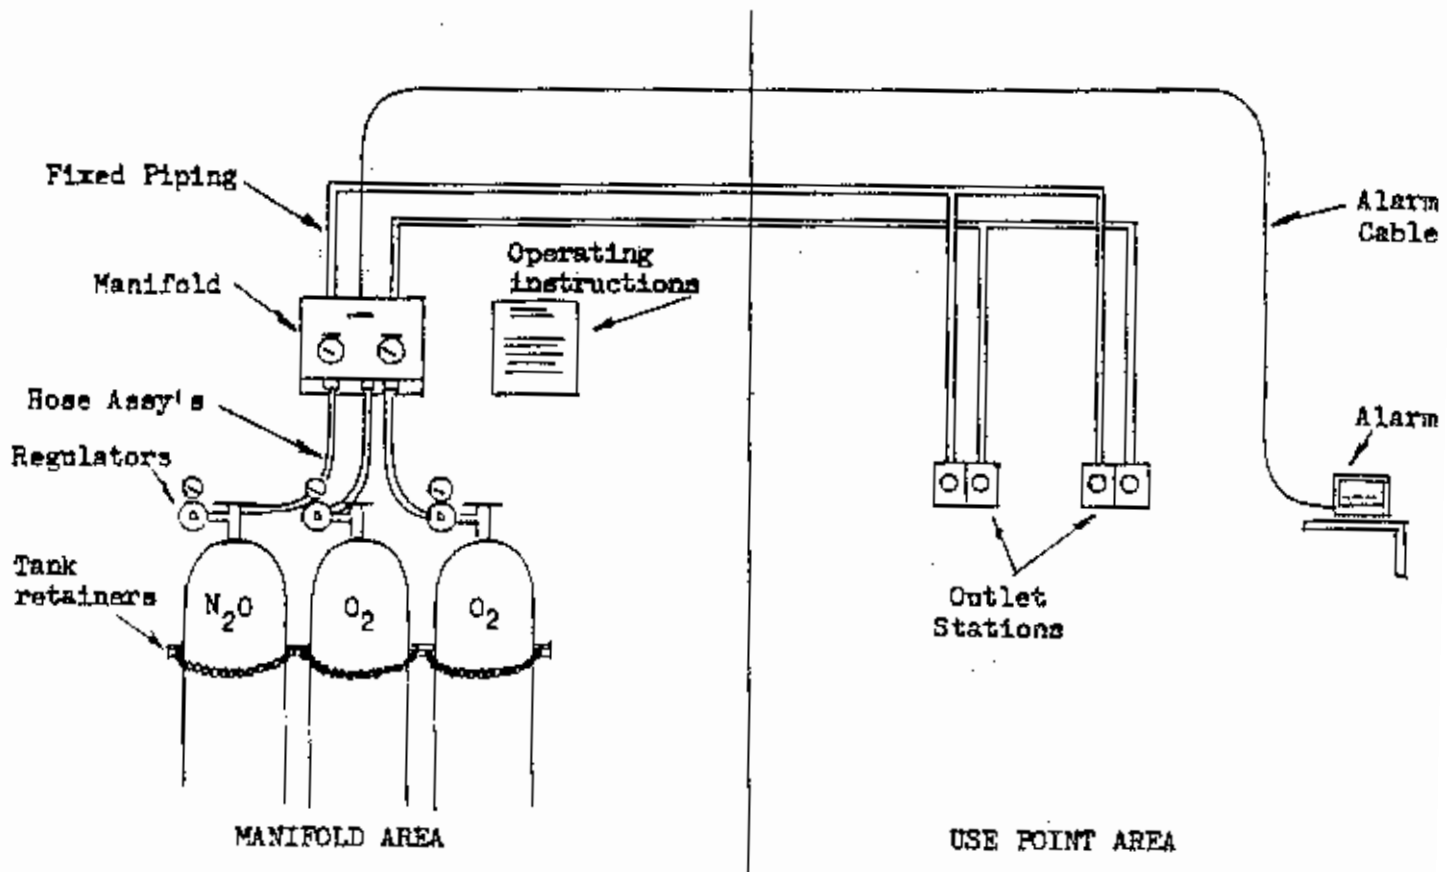 Fixed Piping
Alarm
Cable
Operating
instructions
Manifold
Hose Assy's
Regulators
Alarm
Tank
retainers
N2O
O2
O2
Outlet
Stations
MANIFOLD AREA
USE POINT AREA